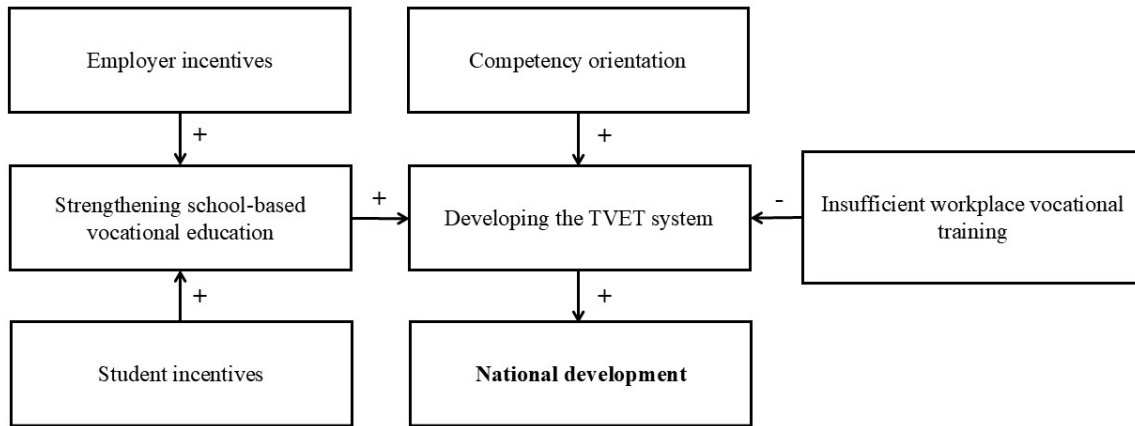 Employer incentives
Competency orientation
+
+
Strengthening school-based
vocational education
+
Developing the TVET system
-
Insufficient workplace vocational
training
+
+
Student incentives
National development